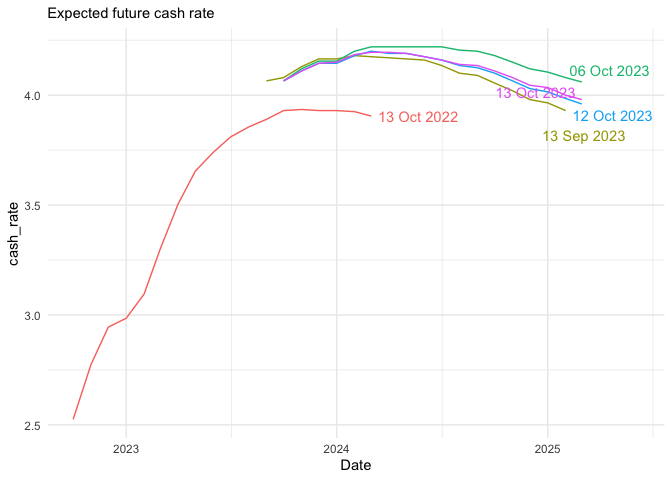 Expected future cash rate
cash_rate
4.0
3.5
3.0
2.5
06 Oct 2023
13 Oct 2023
12 Oct 2023
13 Oct 2022
13 Sep 2023
2023
2024
2025
Date